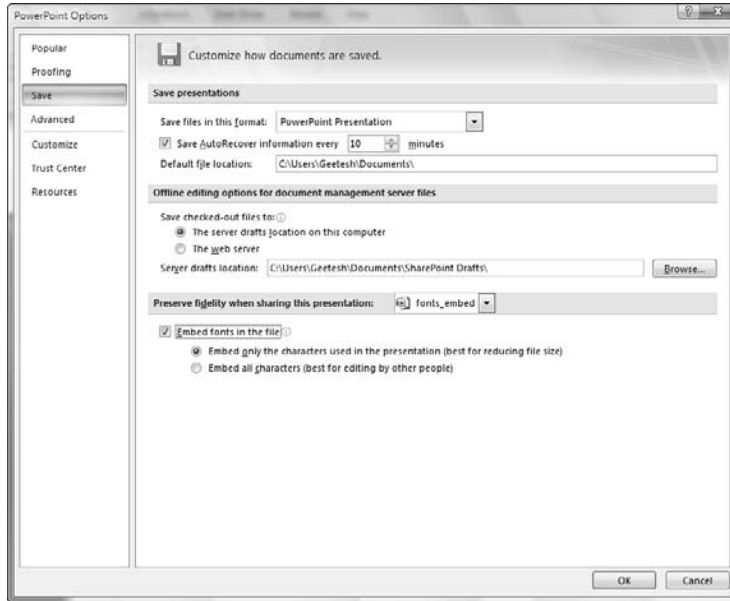 PowerPoint Options
Popular
Proofing
Save
Advanced
Customize
Trust Center
Resources
Customize how documents are saved.
Save presentations
Save files in this format: PowerPoint Presentation
Save AutoRecover information every 10 minutes
Default file location: C:\Users\Geetesh\Documents\
Offline editing options for document management server files
Save checked-out files to:
The server drafts location on this computer
The web server
Server drafts location: C:\Users\Geetesh\Documents\SharePoint Drafts\ Browse...
Preserve fidelity when sharing this presentation: fonts_embed
Embed fonts in the file
Embed only the characters used in the presentation (best for reducing file size)
Embed all characters (best for editing by other people)
OK Cancel